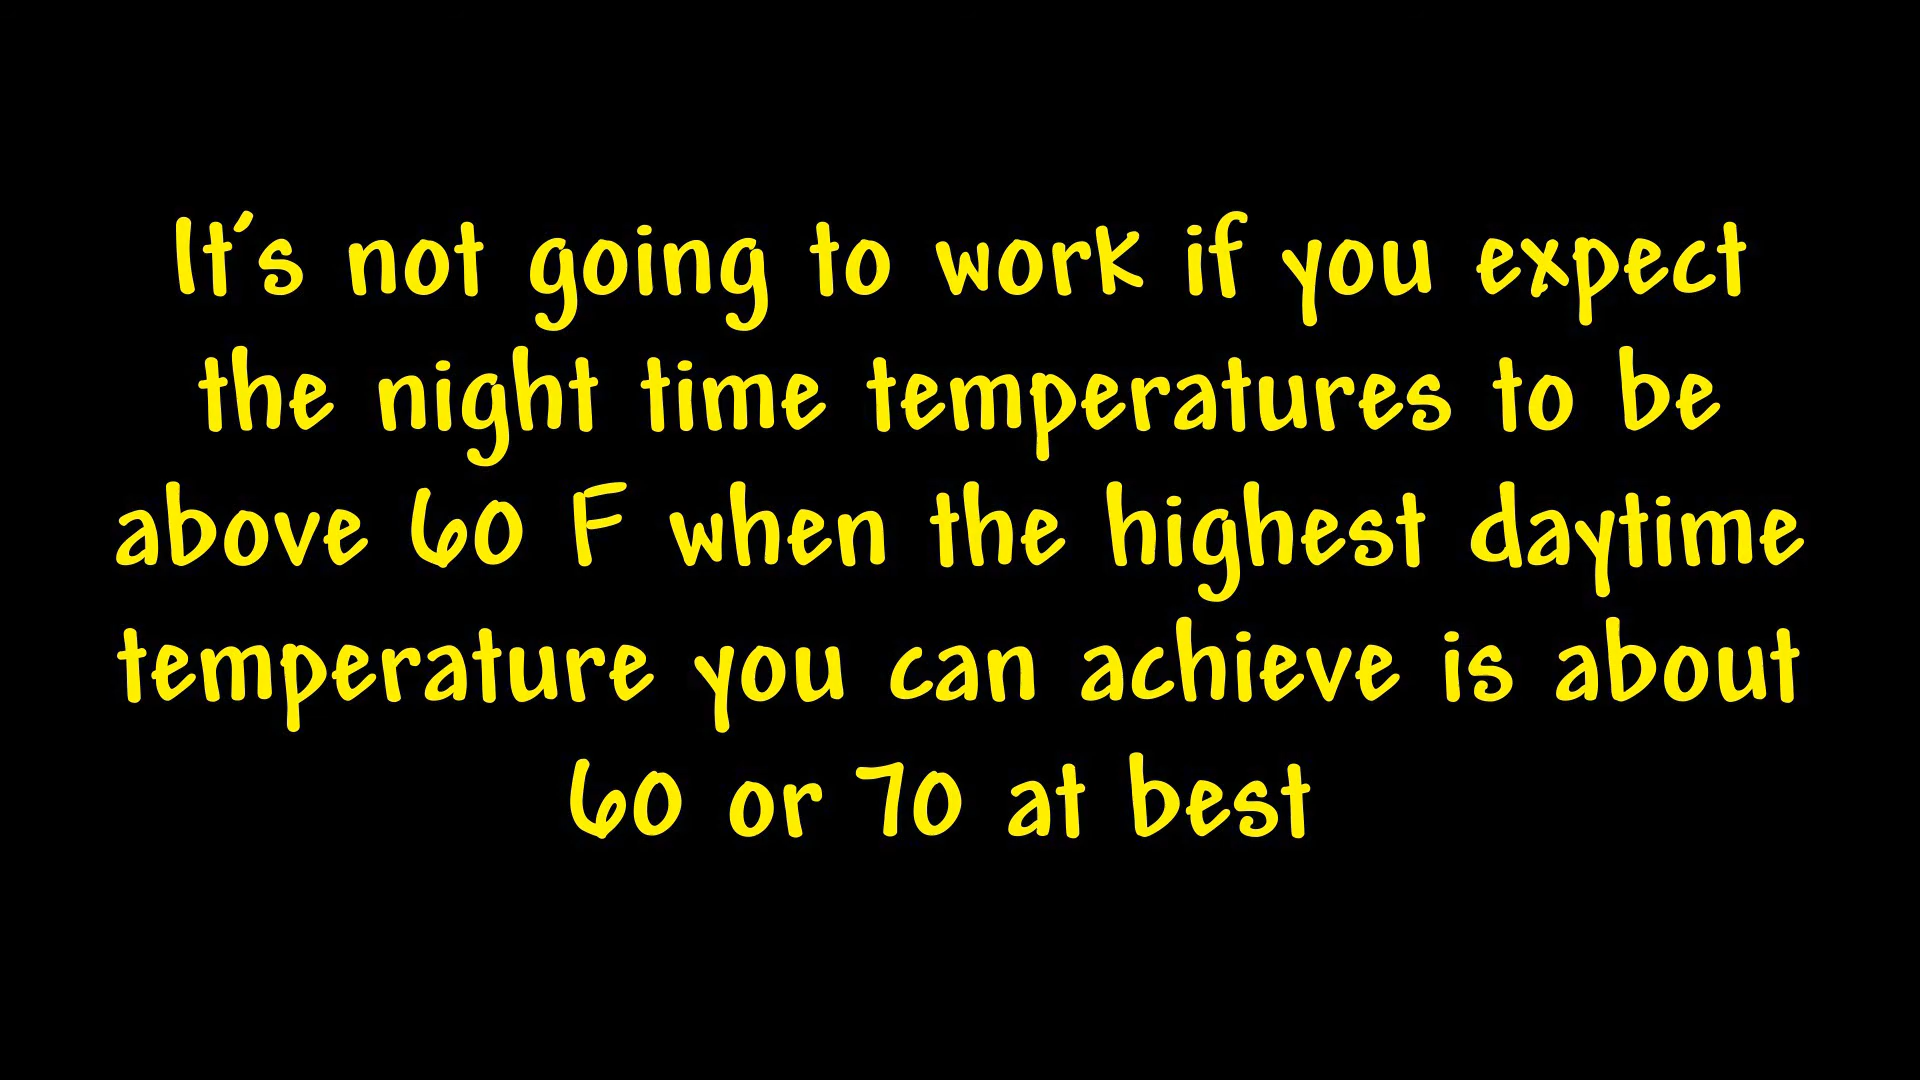 It's not going to work if you expect
the night time temperatures to be
above 60 F when the highest daytime
temperature you can achieve is about
60 or 70 at best